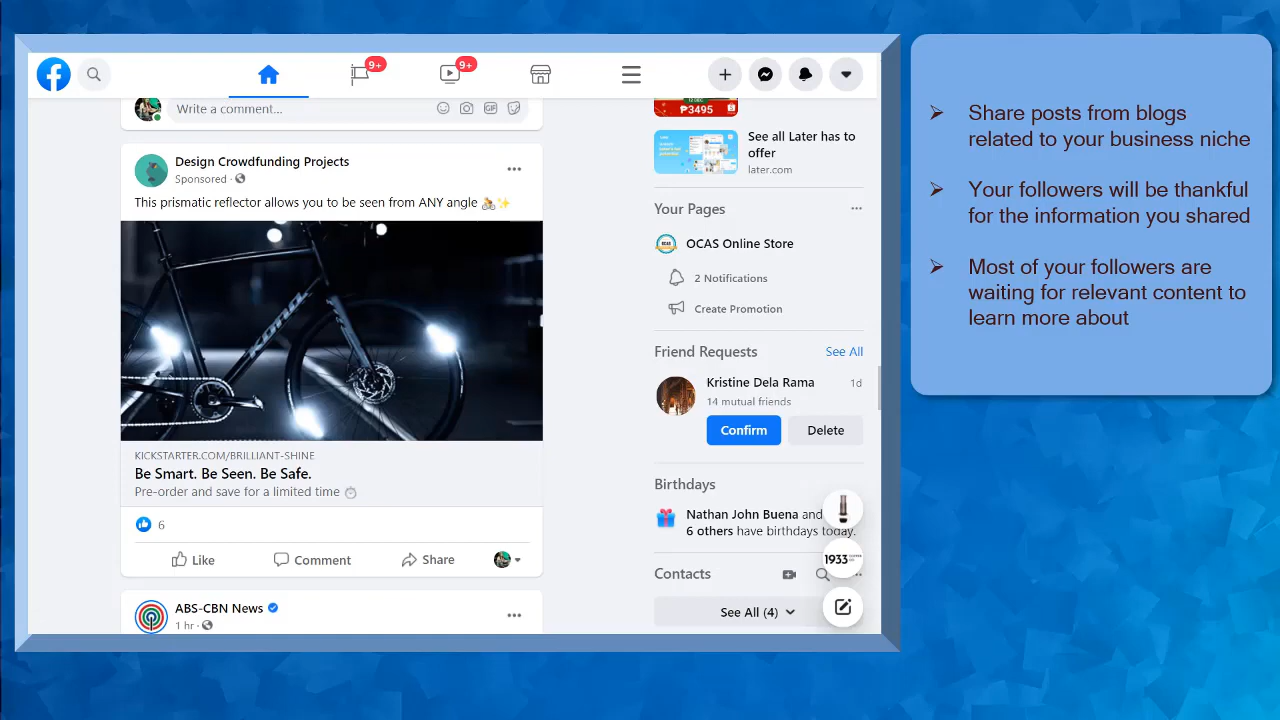 9+
9+
Write a comment...
GIF
Design Crowdfunding Projects
Sponsored ·
This prismatic reflector allows you to be seen from ANY angle
KONA
KICKSTARTER.COM/BRILLIANT-SHINE
Be Smart. Be Seen. Be Safe.
Pre-order and save for a limited time
6
Like
Comment
Share
ABS-CBN News
1 hr ·
₱3495
See all Later has to
offer
later.com
Your Pages
OCAS Online Store
2 Notifications
Create Promotion
Friend Requests
See All
Kristine Dela Rama
1d
14 mutual friends
Confirm
Delete
Birthdays
Nathan John Buena and
6 others have birthdays today.
1933
Contacts
See All (4)
Share posts from blogs
related to your business niche
Your followers will be thankful
for the information you shared
Most of your followers are
waiting for relevant content to
learn more about